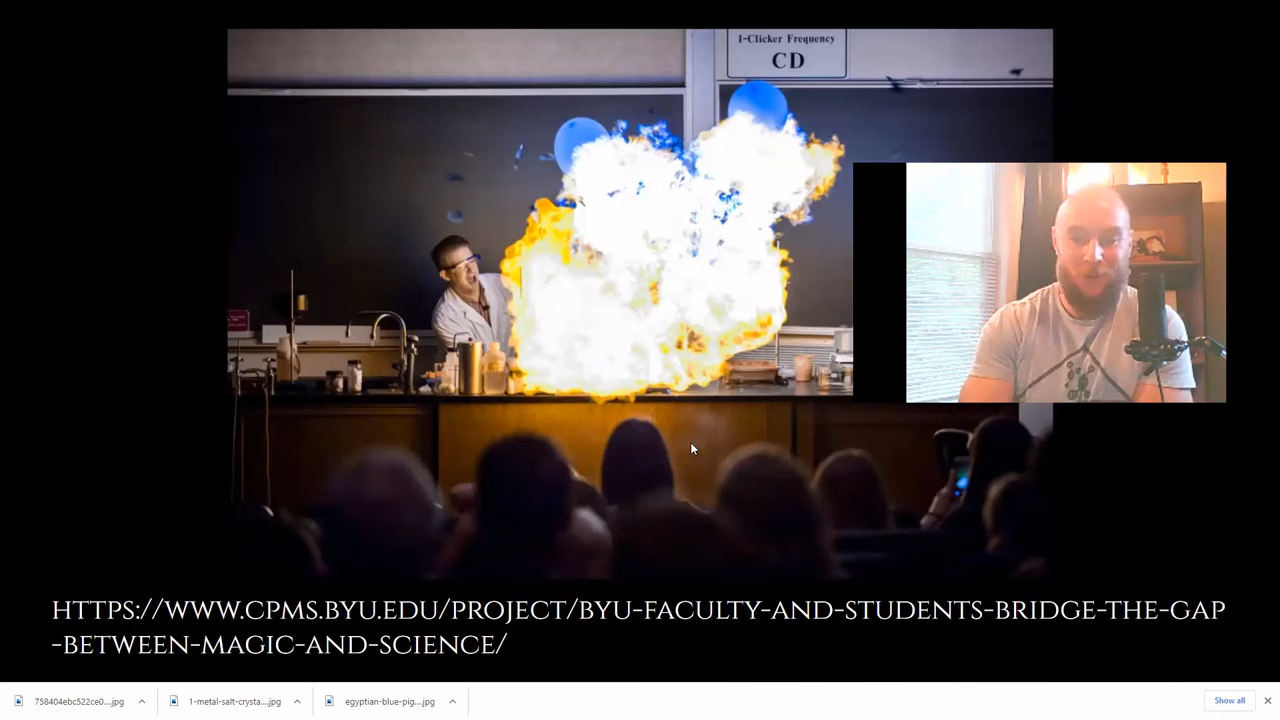 1-Clicker Frequency
CD
HTTPS://WWW.CPMS.BYU.EDU/PROJECT/BYU-FACULTY-AND-STUDENTS-BRIDGE-THE-GAP
-BETWEEN-MAGIC-AND-SCIENCE/
758404ebc522ce0....jpg
1-metal-salt-crysta....jpg
egyptian-blue-pig....jpg
Show all